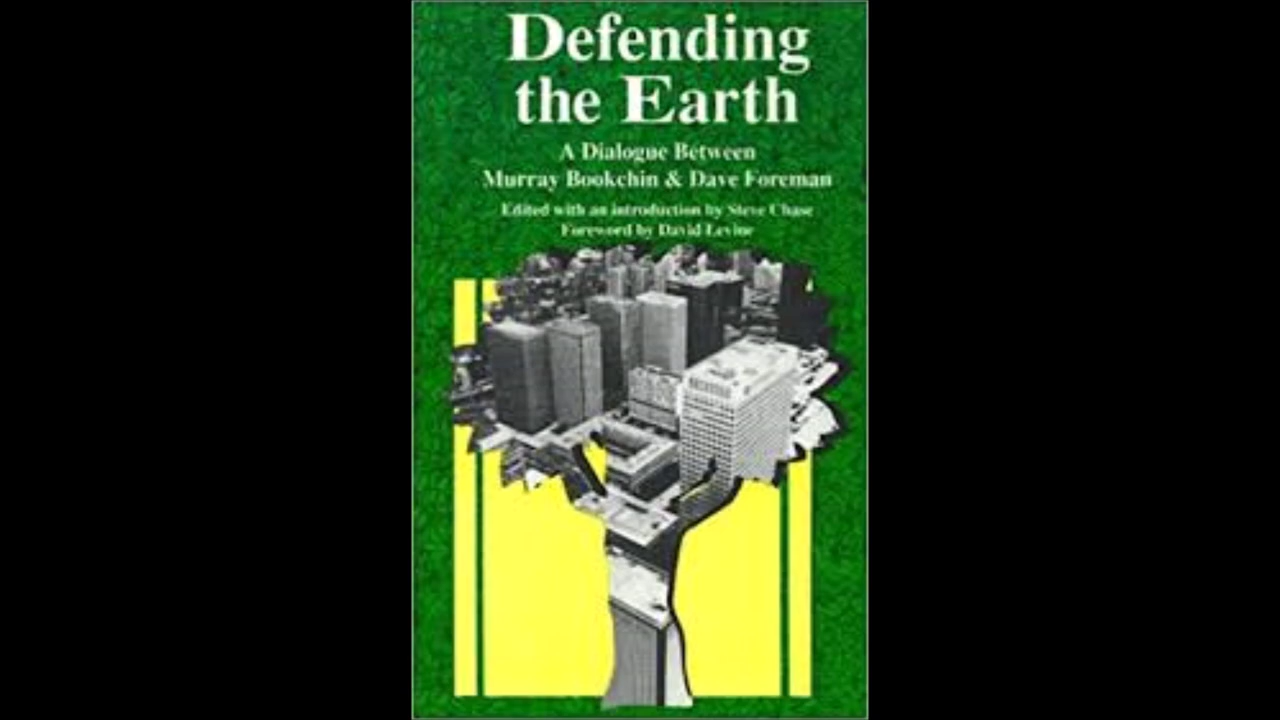 Defending
the Earth
A Dialogue Between
Murray Bookchin & Dave Foreman
Edited with an introduction by Steve Chase
Foreword by David Levine